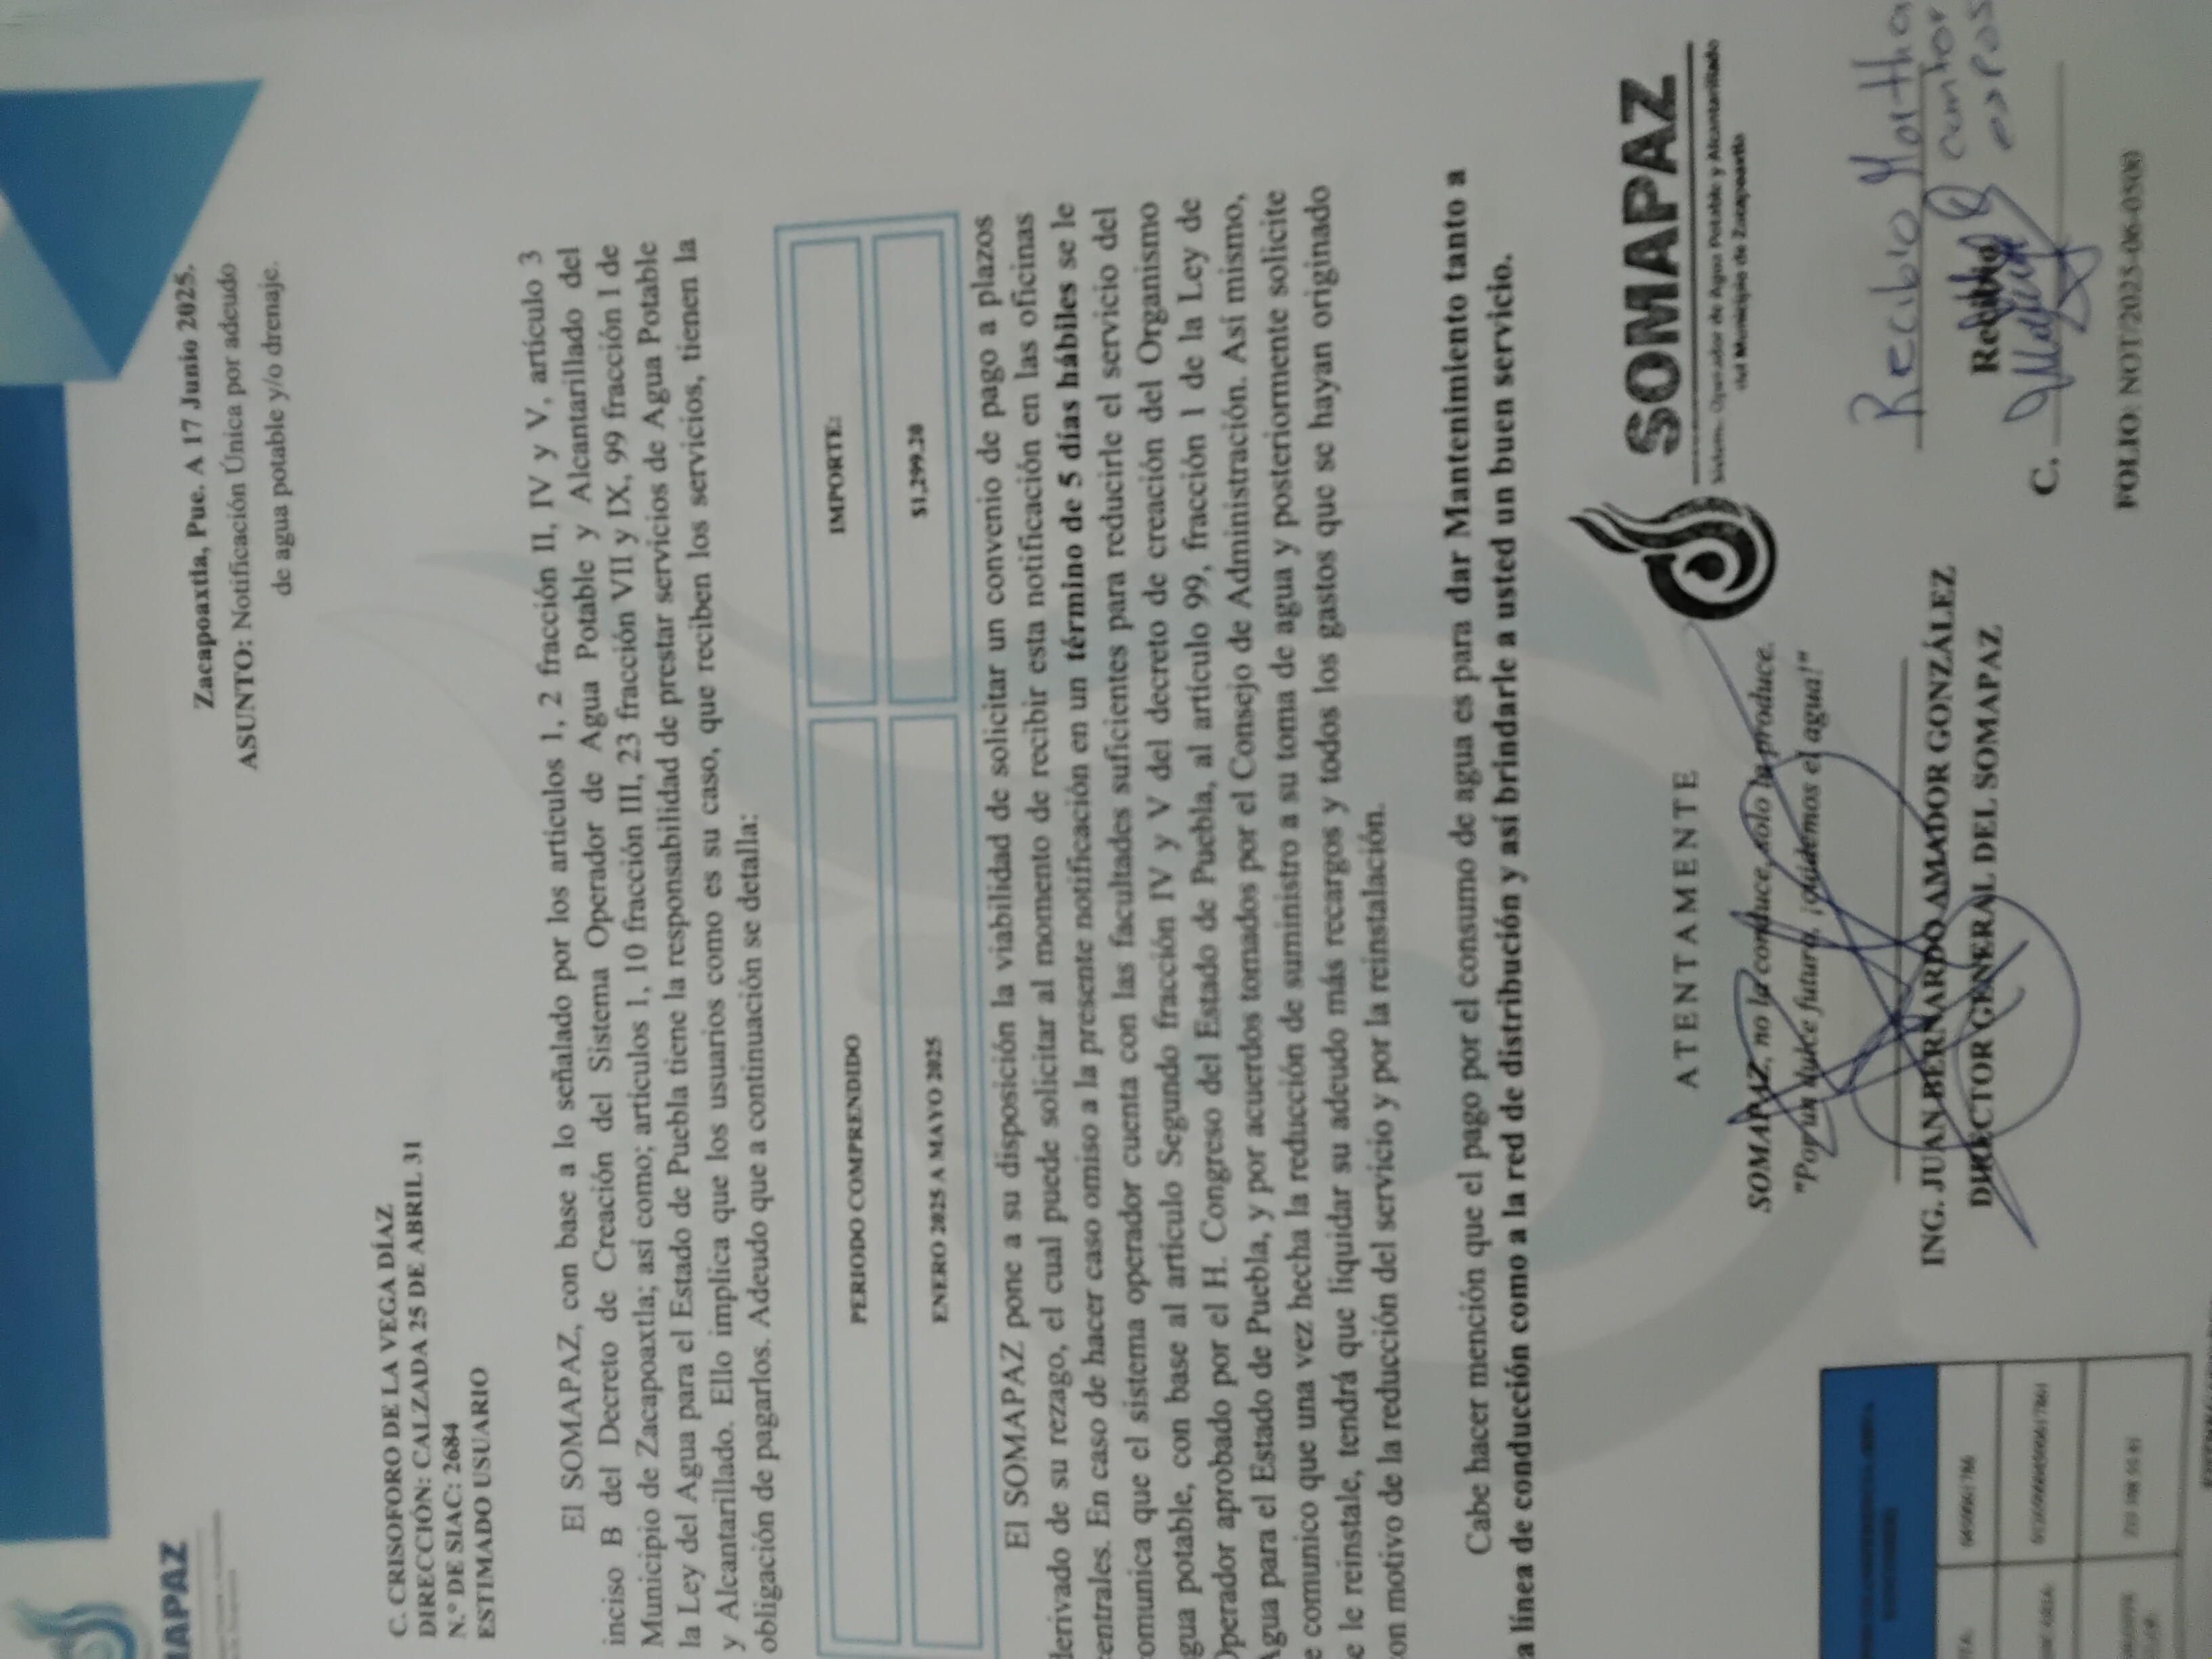 MAPAZ
Zacapoaxtla, Pue. A 17 Junio 2025.
ASUNTO: Notificación Única por adeudo
de agua potable y/o drenaje.
C. CRISOFORO DE LA VEGA DÍAZ
DIRECCIÓN: CALZADA 25 DE ABRIL 31
N.º DE SIAC: 2684
ESTIMADO USUARIO
El SOMAPAZ, con base a lo señalado por los artículos 1, 2 fracción II, IV y V, artículo 3
inciso B del Decreto de Creación del Sistema Operador de Agua Potable y Alcantarillado del
Municipio de Zacapoaxtla; así como; artículos 1, 10 fracción III, 23 fracción VII y IX, 99 fracción I de
la Ley del Agua para el Estado de Puebla tiene la responsabilidad de prestar servicios de Agua Potable
y Alcantarillado. Ello implica que los usuarios como es su caso, que reciben los servicios, tienen la
obligación de pagarlos. Adeudo que a continuación se detalla:
PERIODO COMPRENDIDO IMPORTE:
ENERO 2025 A MAYO 2025 $1,299.20
El SOMAPAZ pone a su disposición la viabilidad de solicitar un convenio de pago a plazos
derivado de su rezago, el cual puede solicitar al momento de recibir esta notificación en las oficinas
centrales. En caso de hacer caso omiso a la presente notificación en un término de 5 días hábiles se le
comunica que el sistema operador cuenta con las facultades suficientes para reducirle el servicio del
agua potable, con base al artículo Segundo fracción IV y V del decreto de creación del Organismo
Operador aprobado por el H. Congreso del Estado de Puebla, al artículo 99, fracción 1 de la Ley de
Agua para el Estado de Puebla, y por acuerdos tomados por el Consejo de Administración. Así mismo,
e comunico que una vez hecha la reducción de suministro a su toma de agua y posteriormente solicite
e le reinstale, tendrá que liquidar su adeudo más recargos y todos los gastos que se hayan originado
con motivo de la reducción del servicio y por la reinstalación.
Cabe hacer mención que el pago por el consumo de agua es para dar Mantenimiento tanto a
a línea de conducción como a la red de distribución y así brindarle a usted un buen servicio.
ATENTAMENTE
SOMAPAZ
Sistema Operador de Agua Potable y Alcantarillado
del Municipio de Zacapoaxtla
SOMAPAZ, no la conduce, solo la produce.
"Por un dulce futuro, ¡cuidemos el agua!"
ING. JUAN BERNARDO AMADOR GONZÁLEZ
DIRECTOR GENERAL DEL SOMAPAZ
Recibio Martha
Recibio
C.
FOLIO: NOT/2025-06-0500